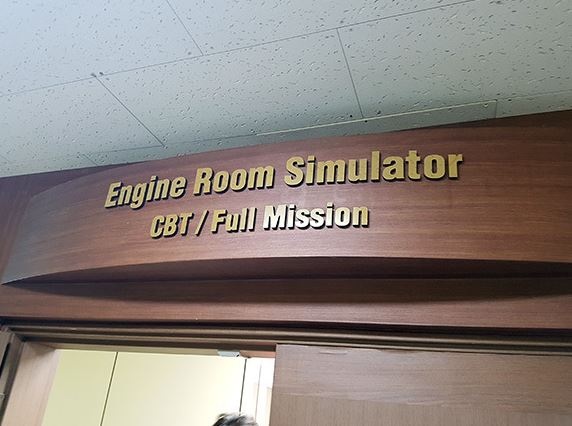 Engine Room Simulator
CBT / Full Mission